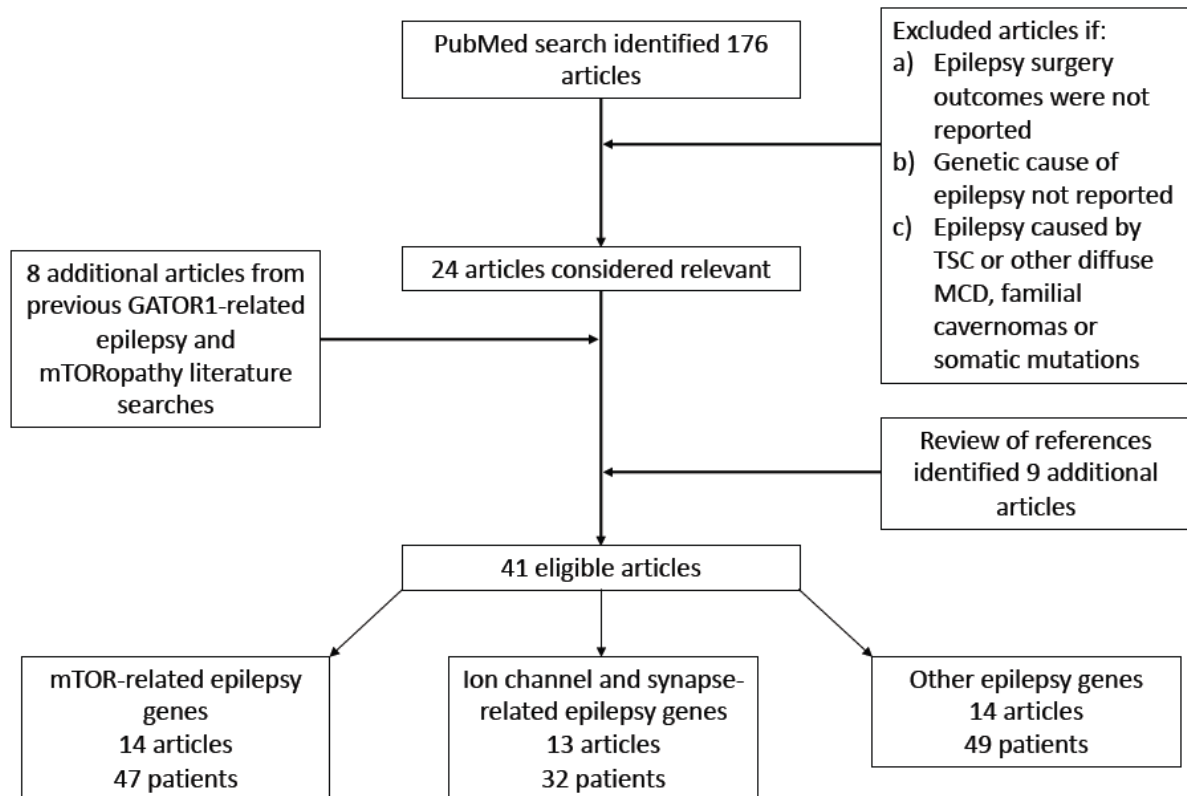 PubMed search identified 176
articles
Excluded articles if:
a) Epilepsy surgery
outcomes were not
reported
b) Genetic cause of
epilepsy not reported
c) Epilepsy caused by
TSC or other diffuse
MCD, familial
cavernomas or
somatic mutations
24 articles considered relevant
8 additional articles from
previous GATOR1-related
epilepsy and
mTORopathy literature
searches
Review of references
identified 9 additional
articles
41 eligible articles
mTOR-related epilepsy
genes
14 articles
47 patients
Ion channel and synapse-
related epilepsy genes
13 articles
32 patients
Other epilepsy genes
14 articles
49 patients